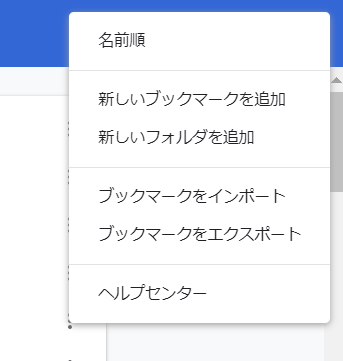 名前順
新しいブックマークを追加
新しいフォルダを追加
ブックマークをインポート
ブックマークをエクスポート
ヘルプセンター